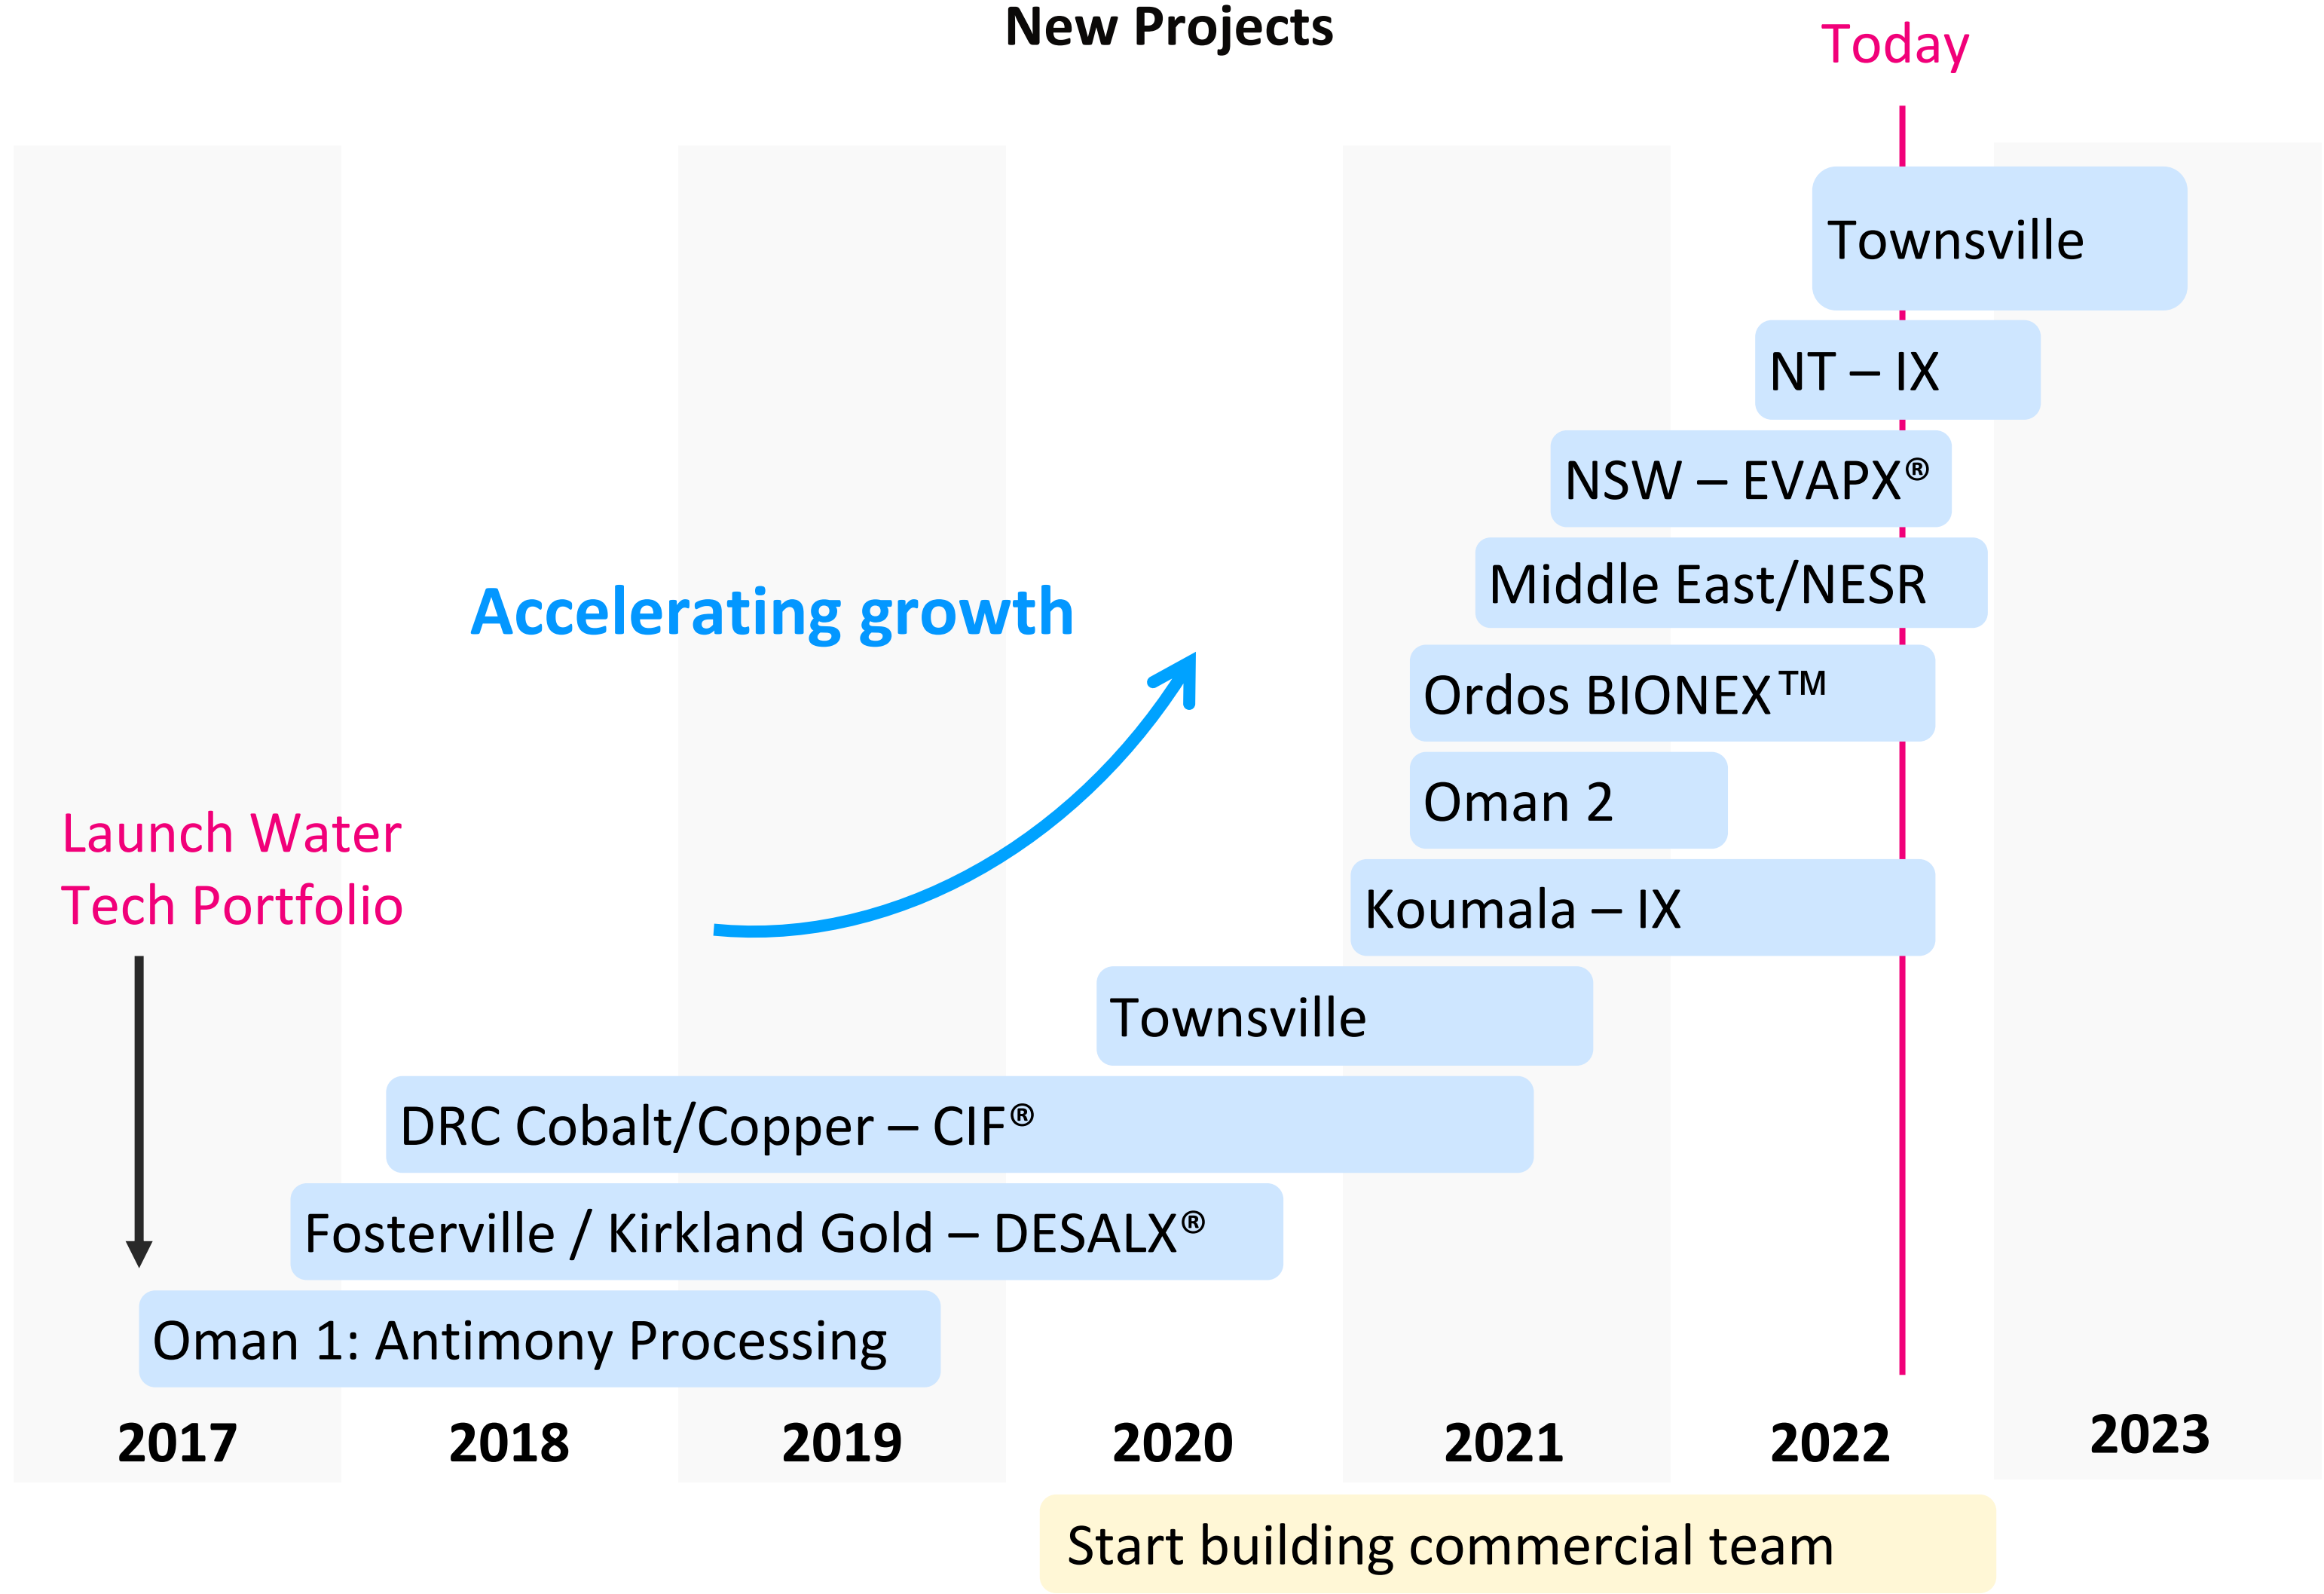 New Projects
Today
Townsville
NT – IX
NSW – EVAPX®
Middle East/NESR
Accelerating growth
Ordos BIONEX™
Oman 2
Launch Water
Tech Portfolio
Koumala – IX
Townsville
DRC Cobalt/Copper – CIF®
Fosterville / Kirkland Gold – DESALX®
Oman 1: Antimony Processing
2017 2018 2019 2020 2021 2022 2023
Start building commercial team